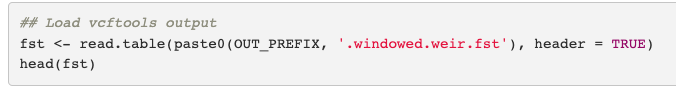 ## Load vcftools output
fst <- read.table(paste0(OUT_PREFIX, '.windowed.weir.fst'), header = TRUE)
head(fst)